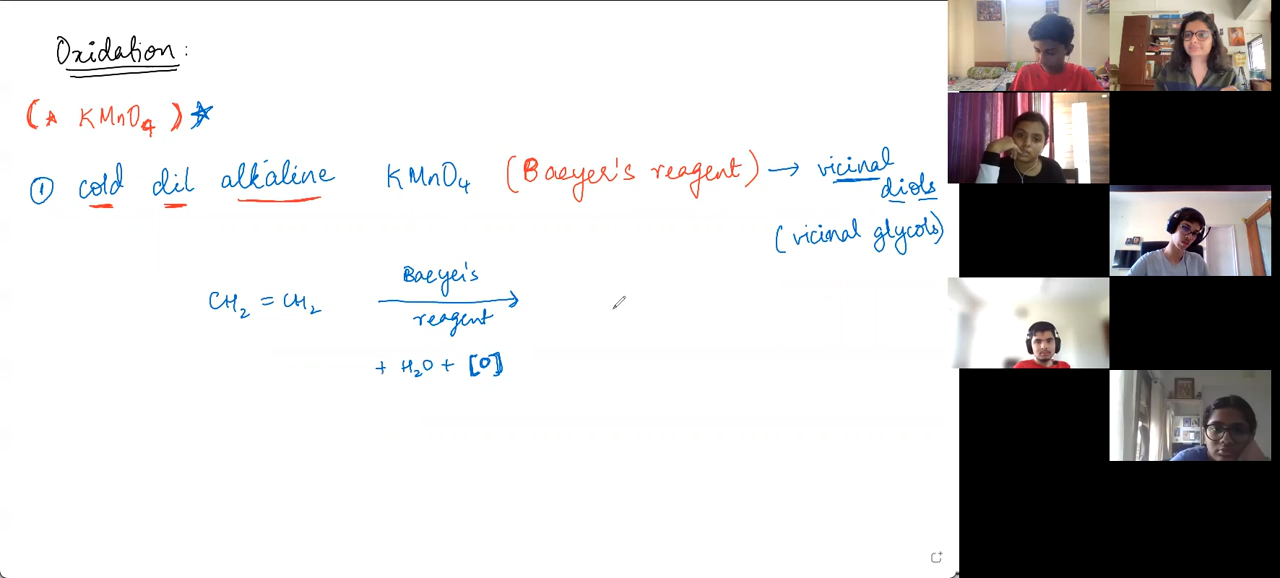 Oxidation:
(★ KMnO4) ★
① cold dil alkaline KMnO4 (Baeyer's reagent) → vicinal
diols
(vicinal glycols)
Baeyer's
CH2 = CH2 →
reagent
+ H2O + [O]